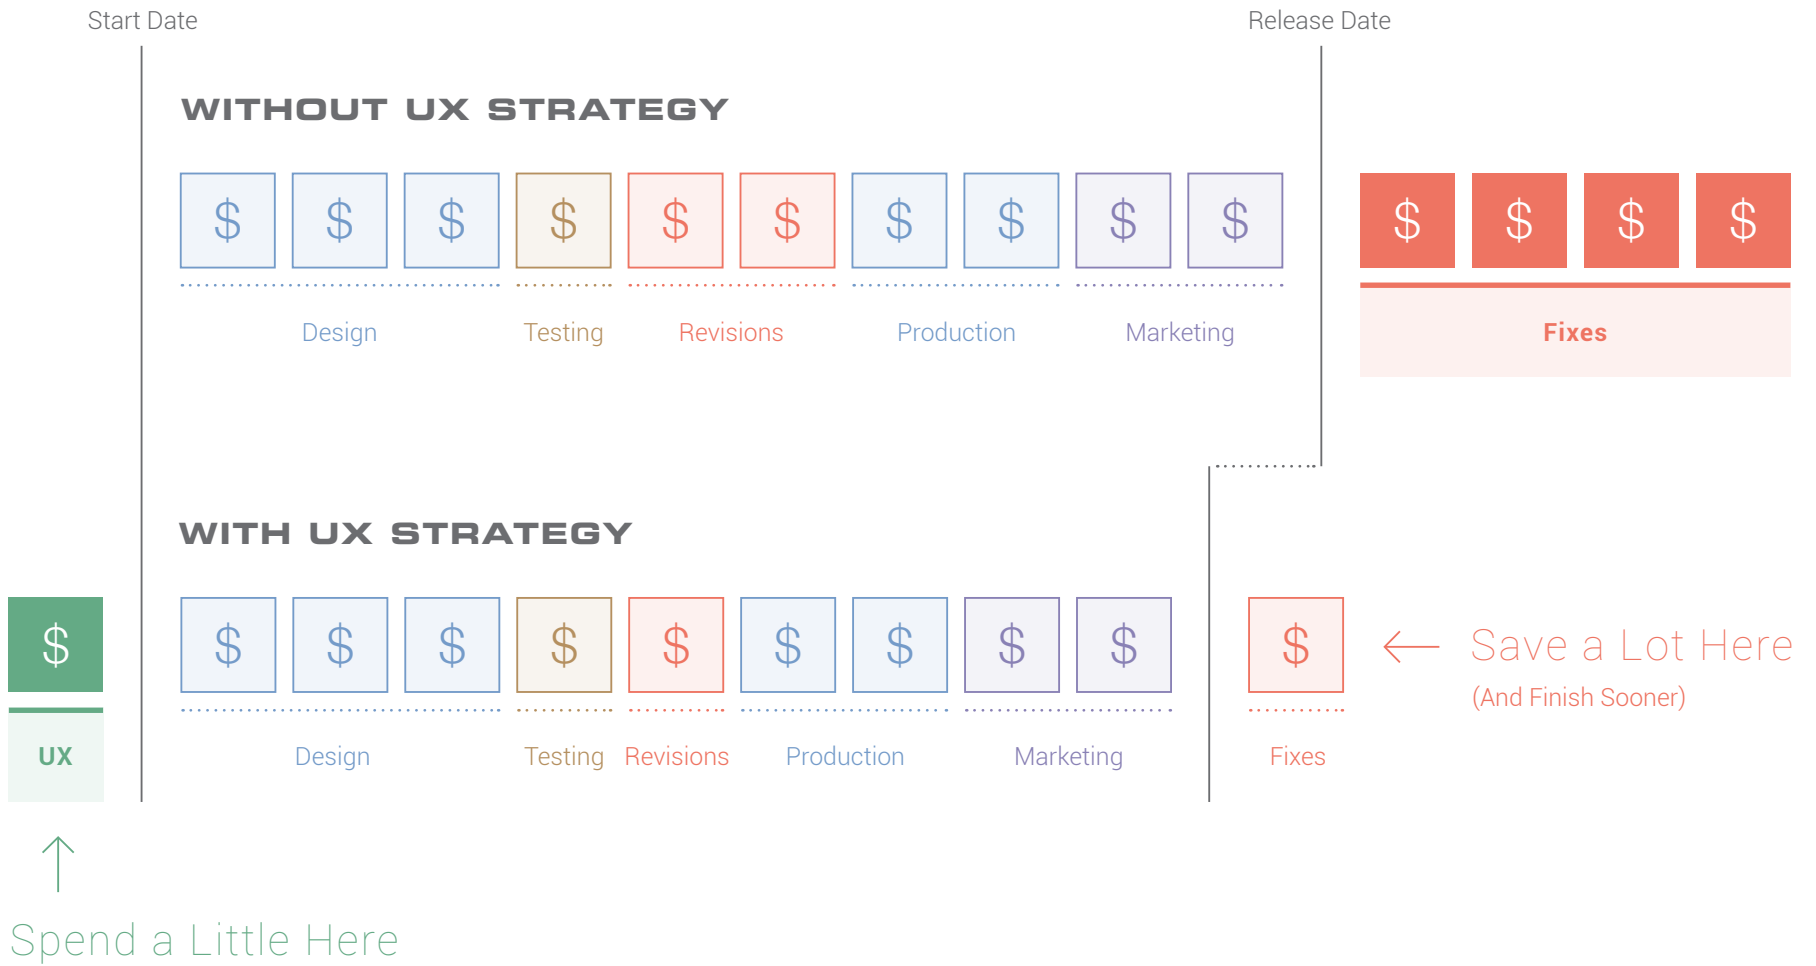 Start Date
Release Date
WITHOUT UX STRATEGY
$ $ $ $ $ $ $ $ $ $ $ $ $ $
Design Testing Revisions Production Marketing Fixes
WITH UX STRATEGY
$ $ $ $ $ $ $ $ $ $ $
Save a Lot Here
(And Finish Sooner)
UX Design Testing Revisions Production Marketing Fixes
Spend a Little Here